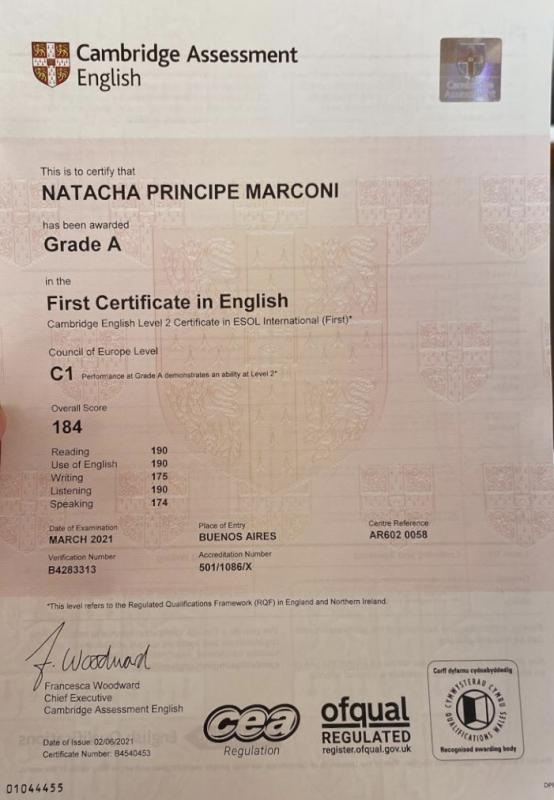 Cambridge Assessment
English
This is to certify that
NATACHA PRINCIPE MARCONI
has been awarded
Grade A
in the
First Certificate in English
Cambridge English Level 2 Certificate in ESOL International (First)*
Council of Europe Level
C1 Performance at Grade A demonstrates an ability at Level 2*
Overall Score
184
Reading 190
Use of English 190
Writing 175
Listening 190
Speaking 174
Date of Examination Place of Entry Centre Reference
MARCH 2021 BUENOS AIRES AR602 0058
Verification Number Accreditation Number
B4283313 501/1086/X
*This level refers to the Regulated Qualifications Framework (RQF) in England and Northern Ireland.
F. Woodward
Francesca Woodward
Chief Executive
Cambridge Assessment English
Date of Issue: 02/06/2021
Certificate Number: B4540453
cea
Regulation
ofqual
REGULATED
register.ofqual.gov.uk
Corff dyfarnu cydnabyddedig
CYMWYSTERAU CYMRU
QUALIFICATIONS WALES
Recognised awarding body
01044455